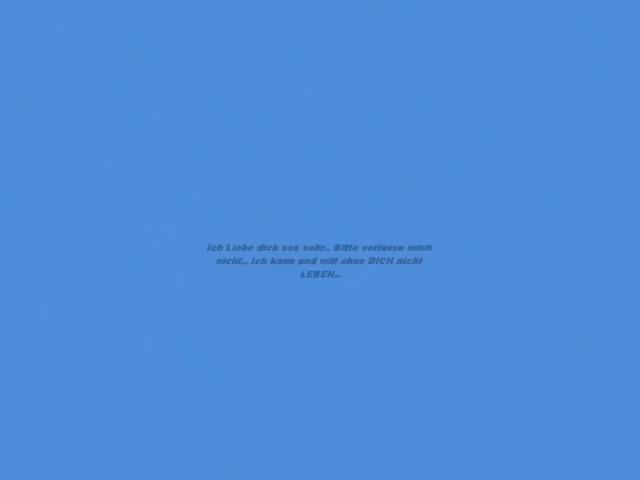 Ich Liebe dich soo sehr.. Bitte verlasse mich
nicht.. Ich kann und will ohne DICH nicht
LEBEN..